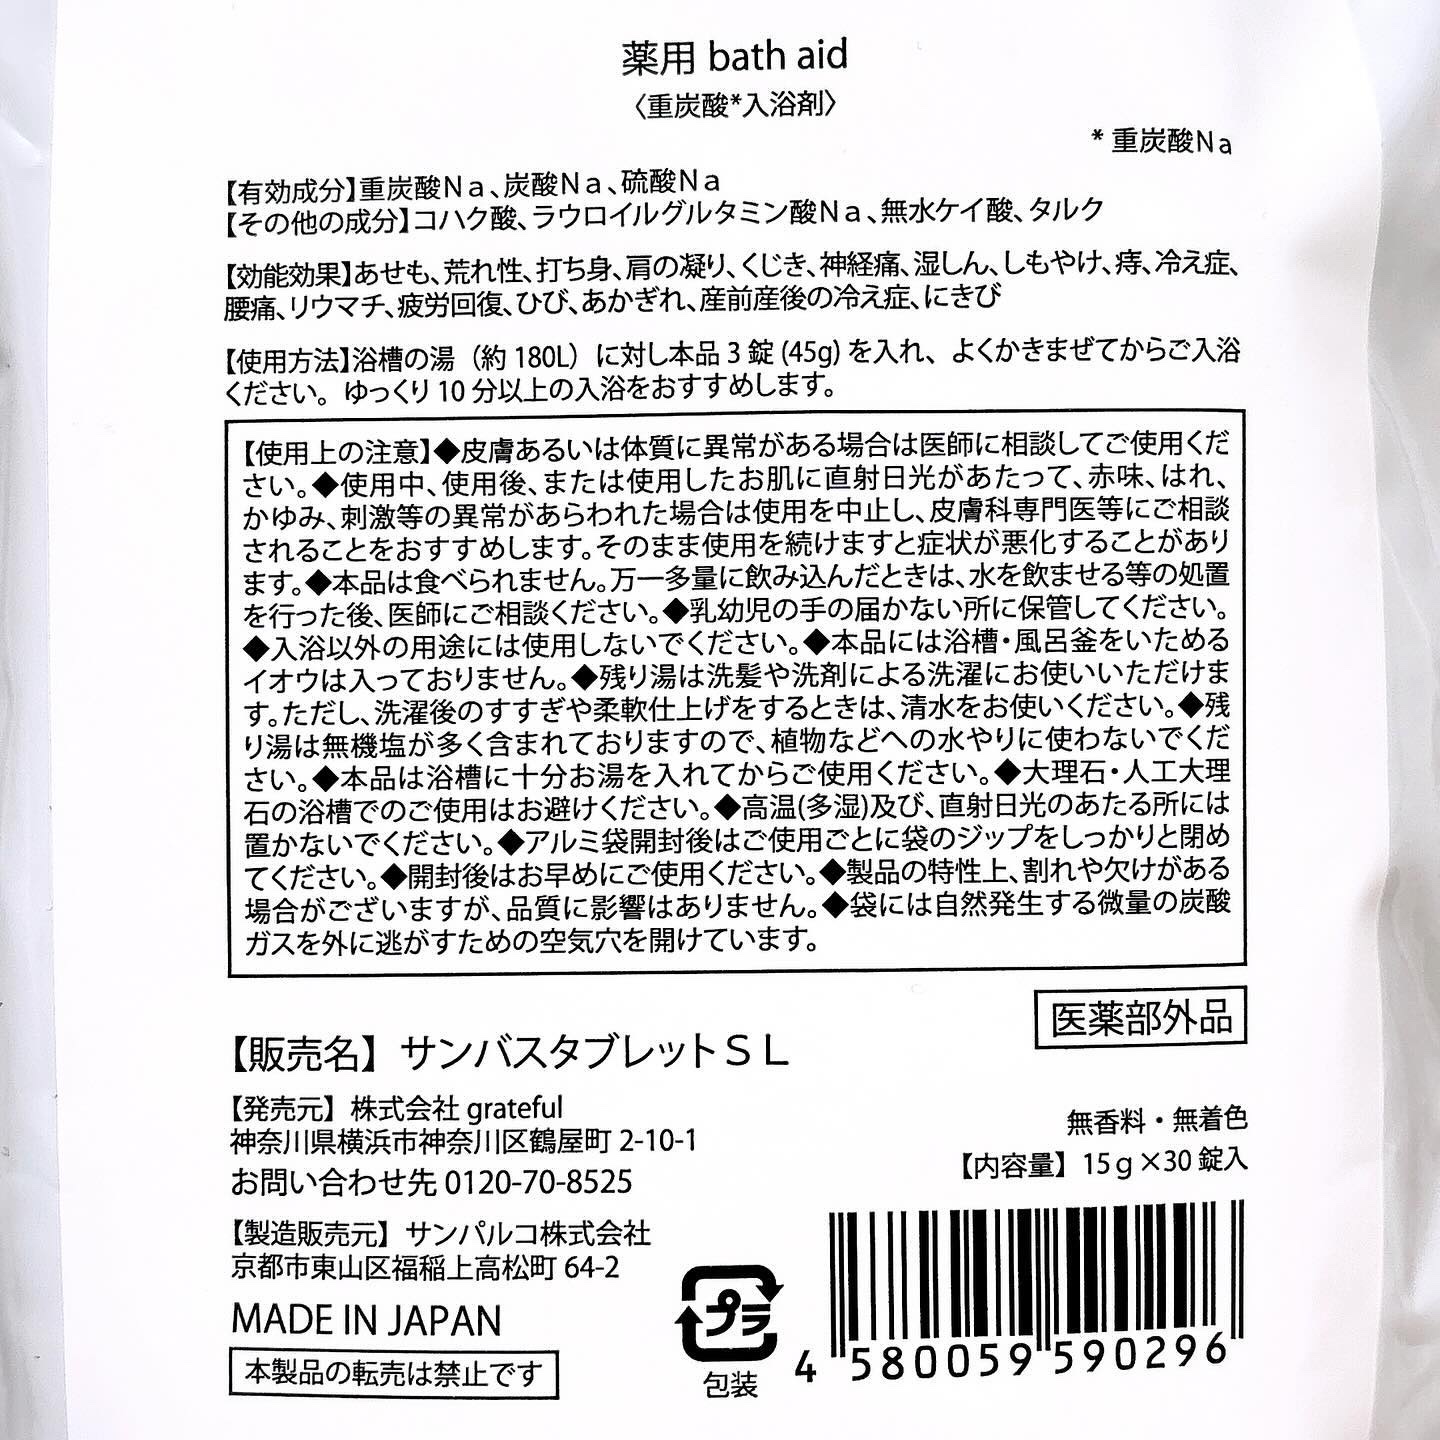 薬用 bath aid
〈重炭酸*入浴剤〉
* 重炭酸Na
【有効成分】重炭酸Na、炭酸Na、硫酸Na
【その他の成分】コハク酸、ラウロイルグルタミン酸Na、無水ケイ酸、タルク
【効能効果】あせも、荒れ性、打ち身、肩の凝り、くじき、神経痛、湿しん、しもやけ、痔、冷え症、
腰痛、リウマチ、疲労回復、ひび、あかぎれ、産前産後の冷え症、にきび
【使用方法】浴槽の湯（約 180L）に対し本品 3 錠 (45g) を入れ、よくかきまぜてからご入浴
ください。ゆっくり 10 分以上の入浴をおすすめします。
【使用上の注意】◆皮膚あるいは体質に異常がある場合は医師に相談してご使用くだ
さい。◆使用中、使用後、または使用したお肌に直射日光があたって、赤味、はれ、
かゆみ、刺激等の異常があらわれた場合は使用を中止し、皮膚科専門医等にご相談
されることをおすすめします。そのまま使用を続けますと症状が悪化することがあり
ます。◆本品は食べられません。万一多量に飲み込んだときは、水を飲ませる等の処置
を行った後、医師にご相談ください。◆乳幼児の手の届かない所に保管してください。
◆入浴以外の用途には使用しないでください。◆本品には浴槽・風呂釜をいためる
イオウは入っておりません。◆残り湯は洗髪や洗剤による洗濯にお使いいただけま
す。ただし、洗濯後のすすぎや柔軟仕上げをするときは、清水をお使いください。◆残
り湯は無機塩が多く含まれておりますので、植物などへの水やりに使わないでくだ
さい。◆本品は浴槽に十分お湯を入れてからご使用ください。◆大理石・人工大理
石の浴槽でのご使用はお避けください。◆高温(多湿)及び、直射日光のあたる所には
置かないでください。◆アルミ袋開封後はご使用ごとに袋のジップをしっかりと閉め
てください。◆開封後はお早めにご使用ください。◆製品の特性上、割れや欠けがある
場合がございますが、品質に影響はありません。◆袋には自然発生する微量の炭酸
ガスを外に逃がすための空気穴を開けています。
医薬部外品
【販売名】サンバスタブレットＳＬ
【発売元】株式会社 grateful
神奈川県横浜市神奈川区鶴屋町 2-10-1
お問い合わせ先 0120-70-8525
無香料・無着色
【内容量】15ｇ×30 錠入
【製造販売元】サンパルコ株式会社
京都市東山区福稲上高松町 64-2
MADE IN JAPAN
本製品の転売は禁止です
プラ
包装
4 580059 590296